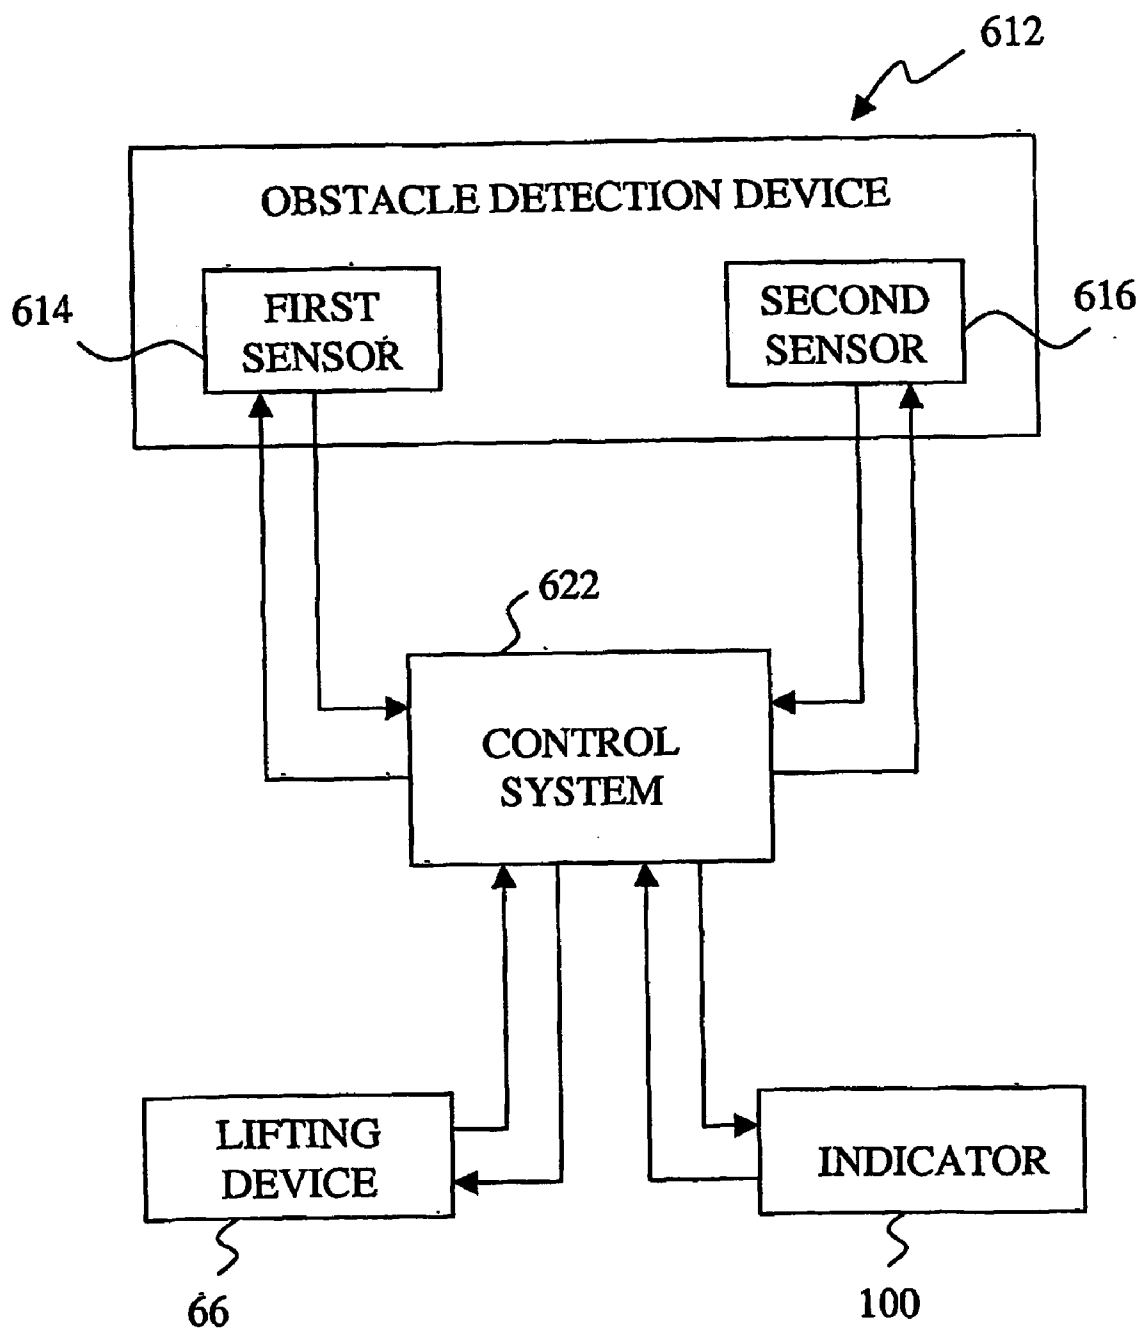 612
OBSTACLE DETECTION DEVICE
614
FIRST
SENSOR
SECOND
SENSOR
616
622
CONTROL
SYSTEM
LIFTING
DEVICE
INDICATOR
66
100